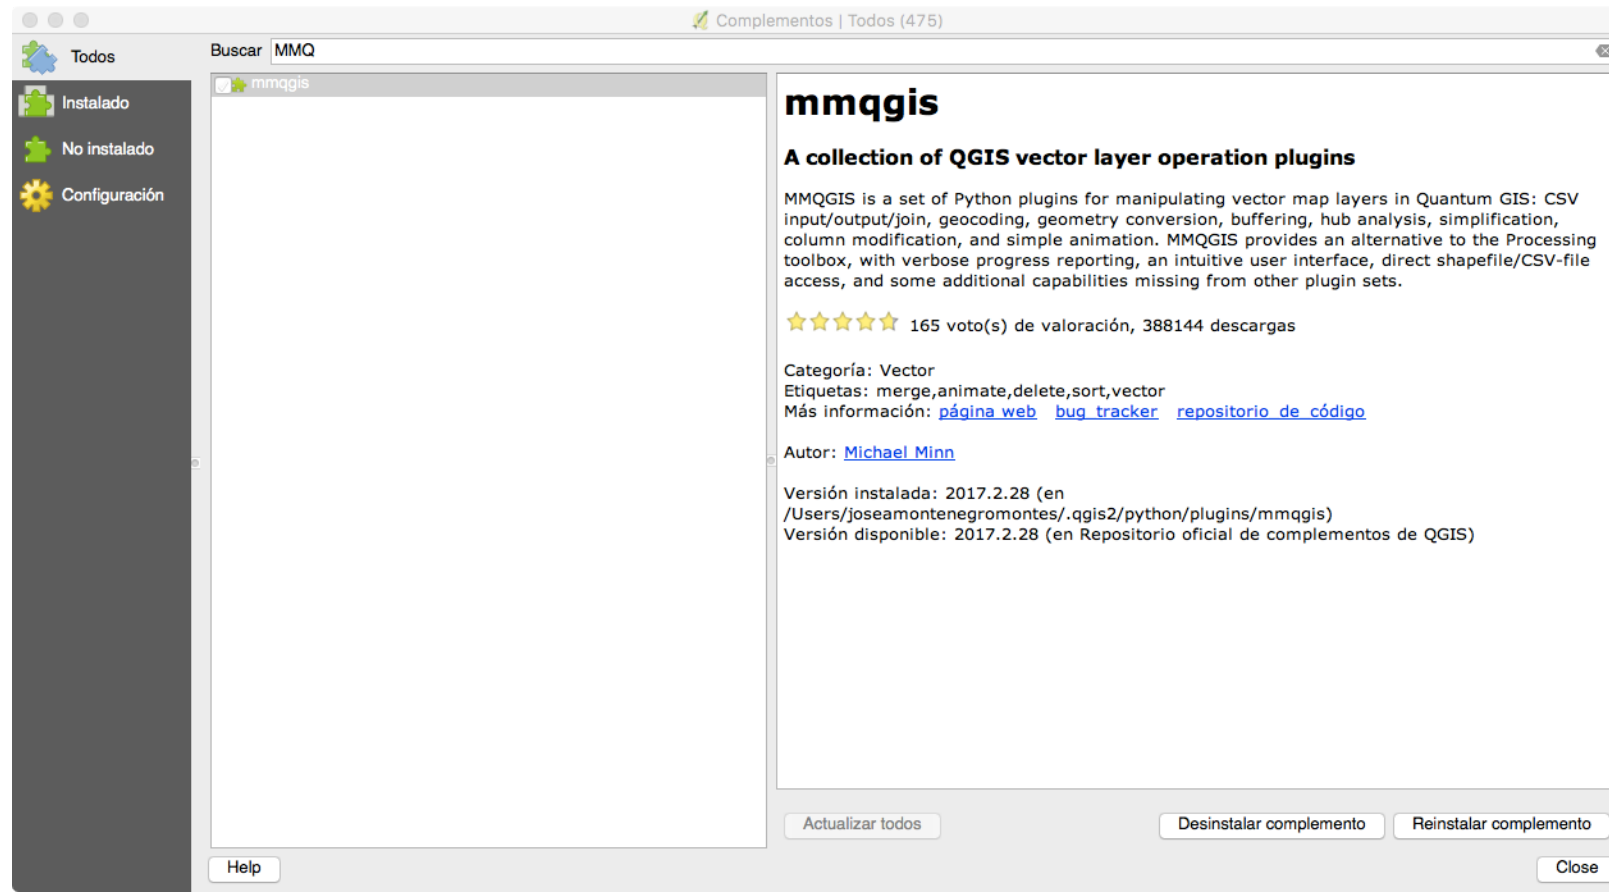 Complementos | Todos (475)
Todos
Instalado
No instalado
Configuración
Buscar MMQ
mmqgis
mmqgis
A collection of QGIS vector layer operation plugins
MMQGIS is a set of Python plugins for manipulating vector map layers in Quantum GIS: CSV
input/output/join, geocoding, geometry conversion, buffering, hub analysis, simplification,
column modification, and simple animation. MMQGIS provides an alternative to the Processing
toolbox, with verbose progress reporting, an intuitive user interface, direct shapefile/CSV-file
access, and some additional capabilities missing from other plugin sets.
165 voto(s) de valoración, 388144 descargas
Categoría: Vector
Etiquetas: merge,animate,delete,sort,vector
Más información: página web bug tracker repositorio de código
Autor: Michael Minn
Versión instalada: 2017.2.28 (en
/Users/joseamontenegromontes/.qgis2/python/plugins/mmqgis)
Versión disponible: 2017.2.28 (en Repositorio oficial de complementos de QGIS)
Actualizar todos
Desinstalar complemento
Reinstalar complemento
Help
Close